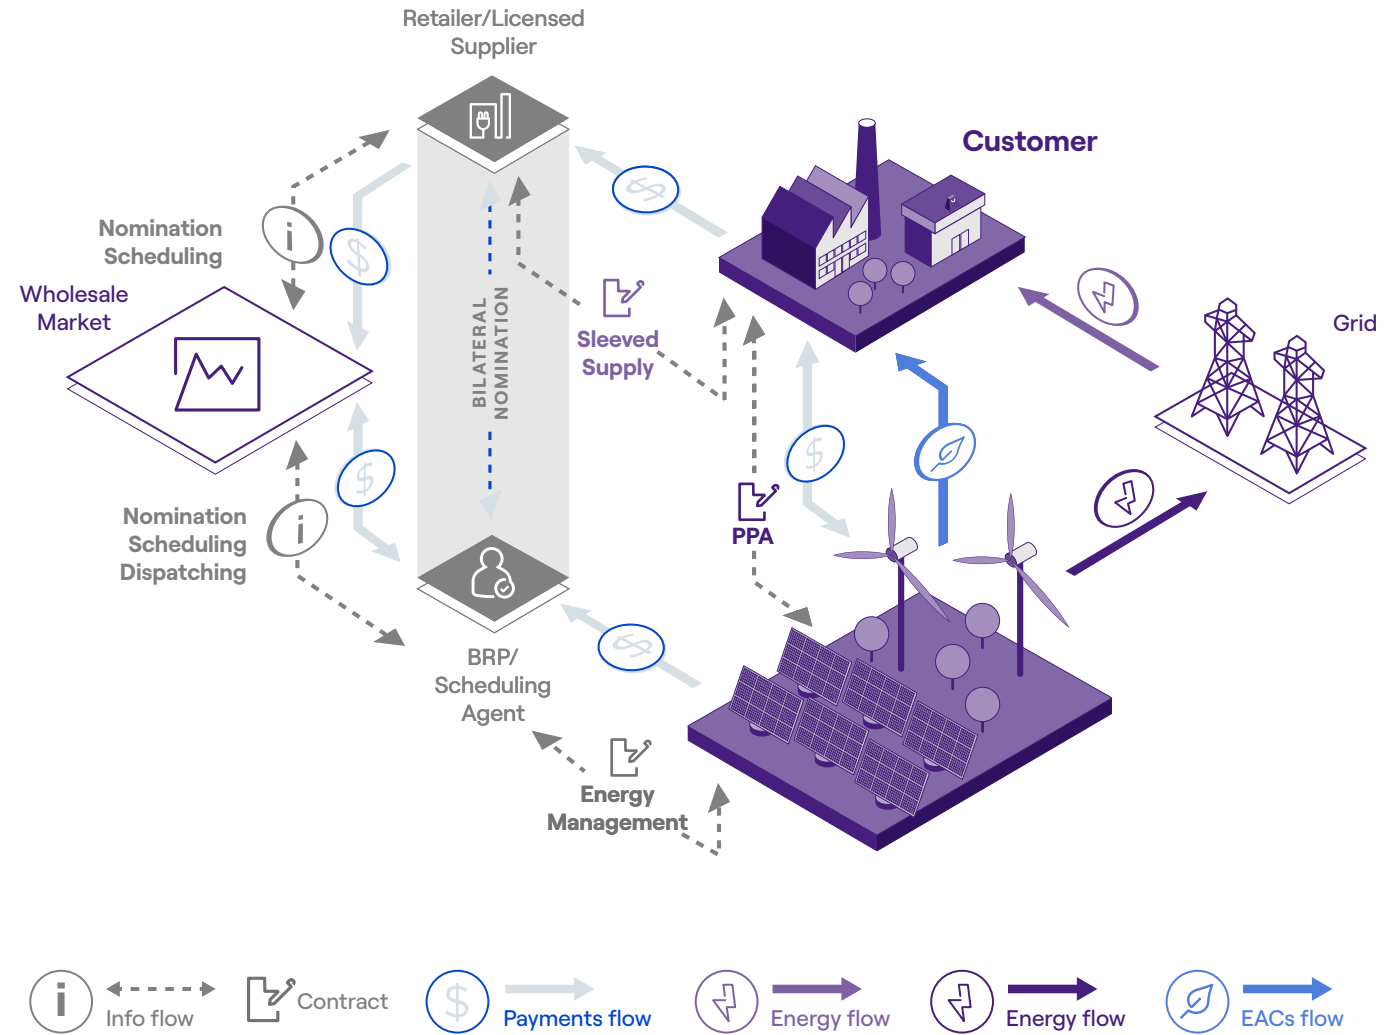 Retailer/Licensed
Supplier
Customer
Nomination
Scheduling
Wholesale
Market
Grid
BILATERAL
NOMINATION
Sleeved
Supply
PPA
Nomination
Scheduling
Dispatching
BRP/
Scheduling
Agent
Energy
Management
Info flow
Contract
Payments flow
Energy flow
Energy flow
EACs flow